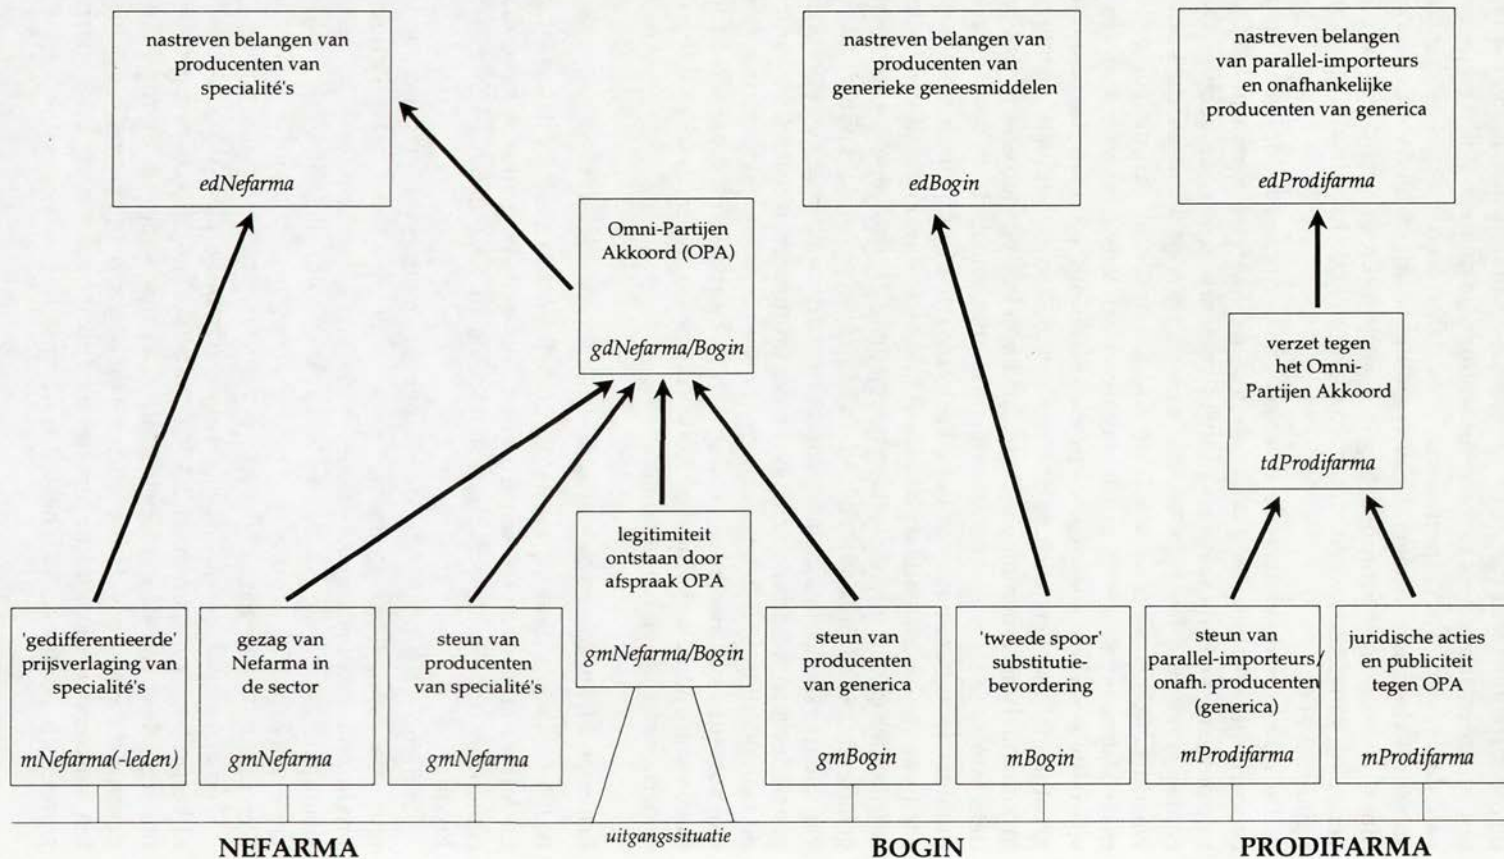 nastreven belangen van
producenten van
specialité's
edNefarma
nastreven belangen van
producenten van
generieke geneesmiddelen
edBogin
nastreven belangen
van parallel-importeurs
en onafhankelijke
producenten van generica
edProdifarma
Omni-Partijen
Akkoord (OPA)
gdNefarma/Bogin
verzet tegen
het Omni-
Partijen Akkoord
tdProdifarma
legitimiteit
ontstaan door
afspraak OPA
gmNefarma/Bogin
'gedifferentieerde'
prijsverlaging van
specialité's
mNefarma(-leden)
gezag van
Nefarma in
de sector
gmNefarma
steun van
producenten
van specialité's
gmNefarma
steun van
producenten
van generica
gmBogin
'tweede spoor'
substitutie-
bevordering
mBogin
steun van
parallel-importeurs/
onafh. producenten
(generica)
mProdifarma
juridische acties
en publiciteit
tegen OPA
mProdifarma
NEFARMA
uitgangssituatie
BOGIN
PRODIFARMA